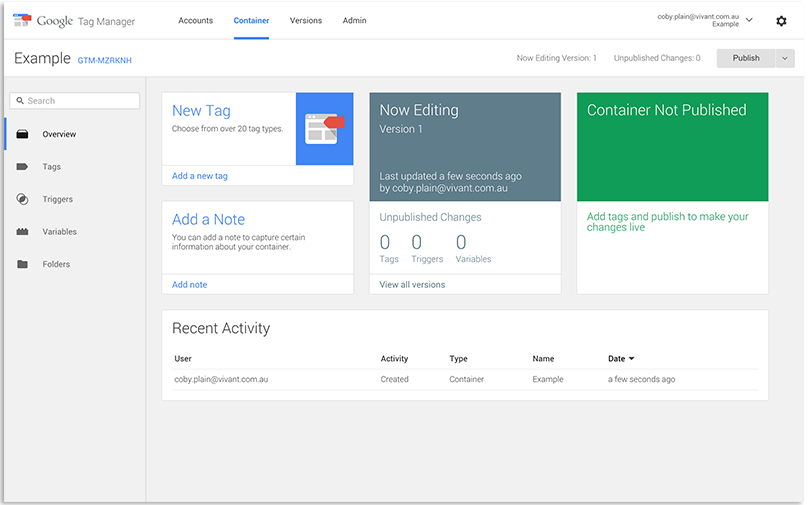 Google Tag Manager
Accounts
Container
Versions
Admin
coby.plain@vivant.com.au
Example
Example GTM-MZRKNH
Now Editing Version: 1
Unpublished Changes: 0
Publish
Search
Overview
Tags
Triggers
Variables
Folders
New Tag
Choose from over 20 tag types.
Add a new tag
Add a Note
You can add a note to capture certain
information about your container.
Add note
Now Editing
Version 1
Last updated a few seconds ago
by coby.plain@vivant.com.au
Unpublished Changes
0 0 0
Tags Triggers Variables
View all versions
Container Not Published
Add tags and publish to make your
changes live
Recent Activity
User Activity Type Name Date
coby.plain@vivant.com.au Created Container Example a few seconds ago